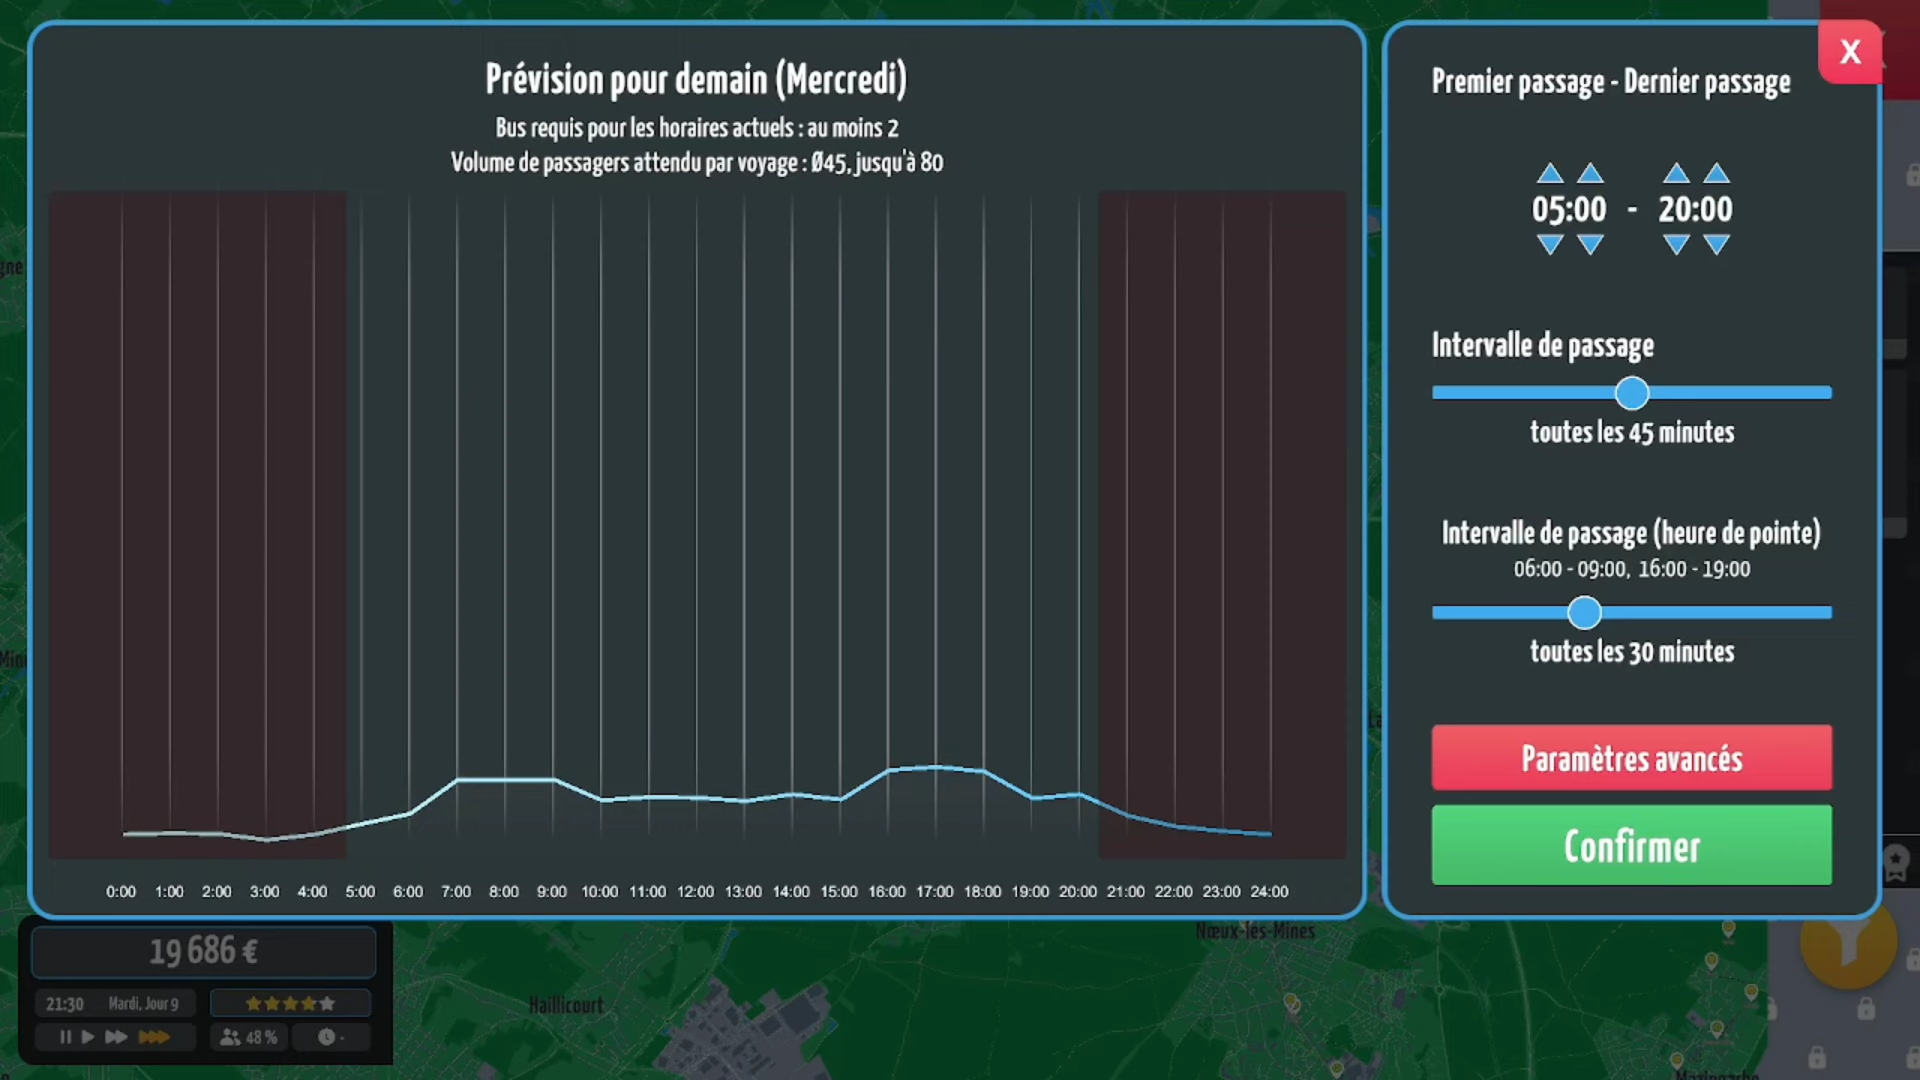 Prévision pour demain (Mercredi)
Bus requis pour les horaires actuels : au moins 2
Volume de passagers attendu par voyage : Ø45, jusqu'à 80
0:00 1:00 2:00 3:00 4:00 5:00 6:00 7:00 8:00 9:00 10:00 11:00 12:00 13:00 14:00 15:00 16:00 17:00 18:00 19:00 20:00 21:00 22:00 23:00 24:00
X
Premier passage - Dernier passage
05:00 - 20:00
Intervalle de passage
toutes les 45 minutes
Intervalle de passage (heure de pointe)
06:00 - 09:00, 16:00 - 19:00
toutes les 30 minutes
Paramètres avancés
Confirmer
19 686 €
21:30 Mardi, Jour 9
48 % -
Haillicourt
Nœux-les-Mines
Mazingarbe